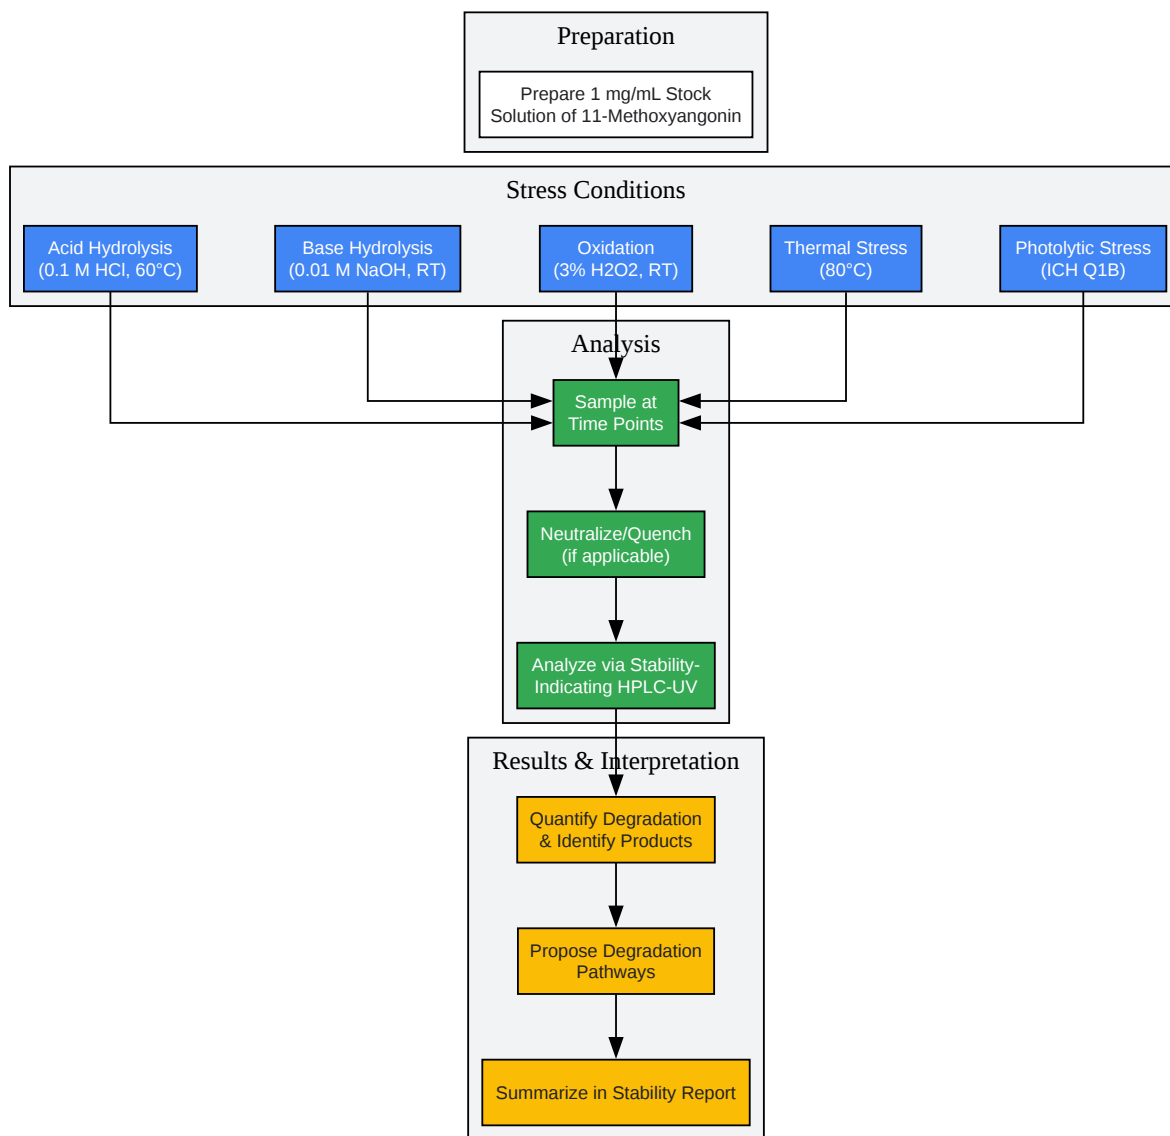 Preparation
Prepare 1 mg/mL Stock
Solution of 11-Methoxyangonin
Stress Conditions
Acid Hydrolysis
(0.1 M HCl, 60°C)
Base Hydrolysis
(0.01 M NaOH, RT)
Oxidation
(3% H2O2, RT)
Thermal Stress
(80°C)
Photolytic Stress
(ICH Q1B)
Analysis
Sample at
Time Points
Neutralize/Quench
(if applicable)
Analyze via Stability-
Indicating HPLC-UV
Results & Interpretation
Quantify Degradation
& Identify Products
Propose Degradation
Pathways
Summarize in Stability Report